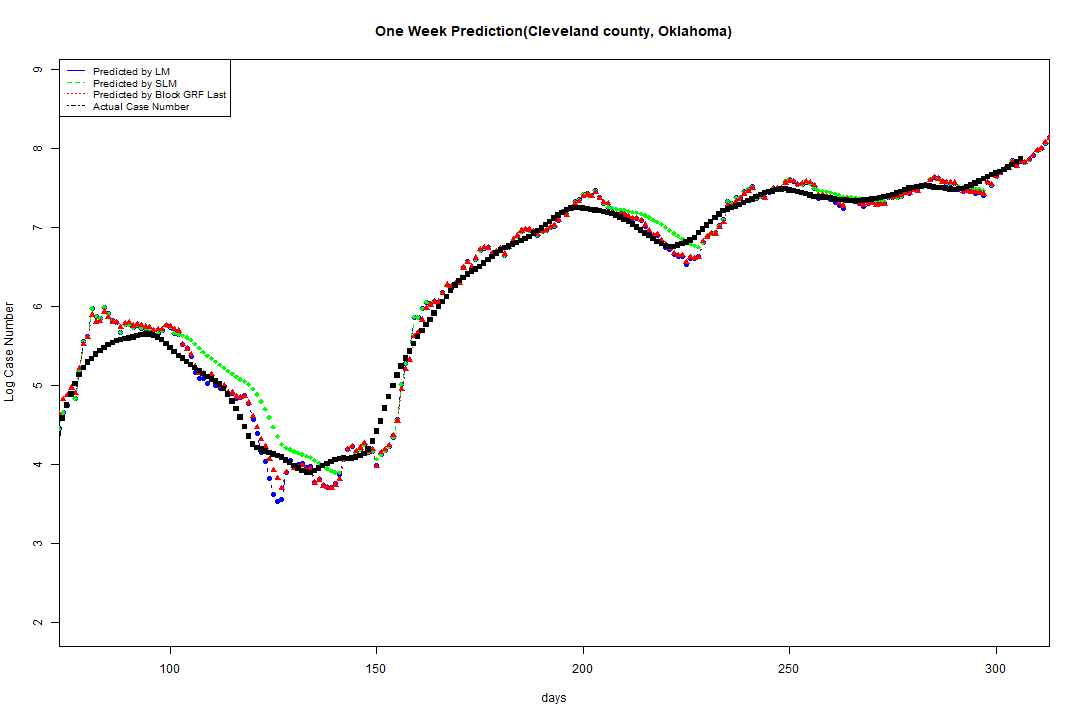 One Week Prediction(Cleveland county, Oklahoma)
Predicted by LM
Predicted by SLM
Predicted by Block GRF Last
Actual Case Number
9
8
7
6
5
4
3
2
Log Case Number
100 150 200 250 300
days